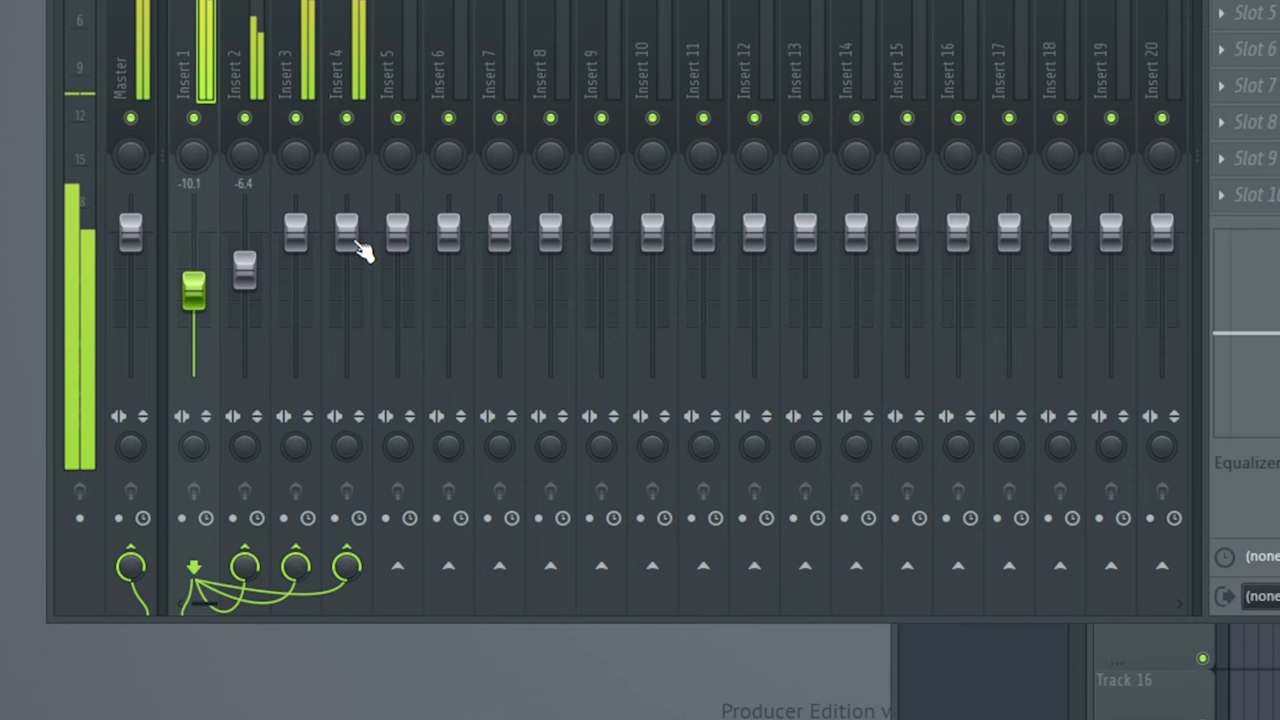 6
9
12
15
8
Master
Insert 1
Insert 2
Insert 3
Insert 4
Insert 5
Insert 6
Insert 7
Insert 8
Insert 9
Insert 10
Insert 11
Insert 12
Insert 13
Insert 14
Insert 15
Insert 16
Insert 17
Insert 18
Insert 19
Insert 20
-10.1
-6.4
Slot 5
Slot 6
Slot 7
Slot 8
Slot 9
Slot 10
Equalizer
(none
(none
...
Track 16
Producer Edition v